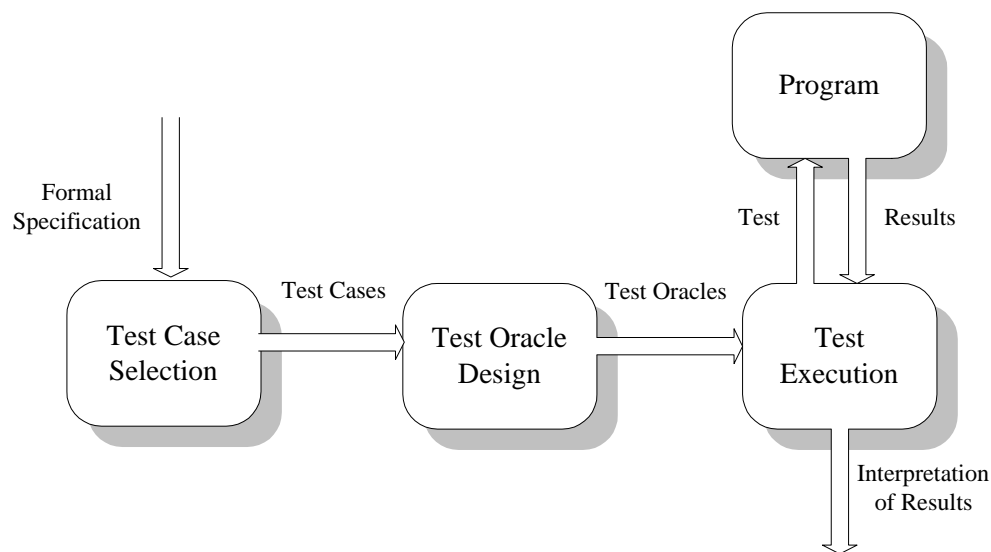 Program
Formal
Specification
Test
Results
Test Cases
Test Oracles
Test Case
Selection
Test Oracle
Design
Test
Execution
Interpretation
of Results